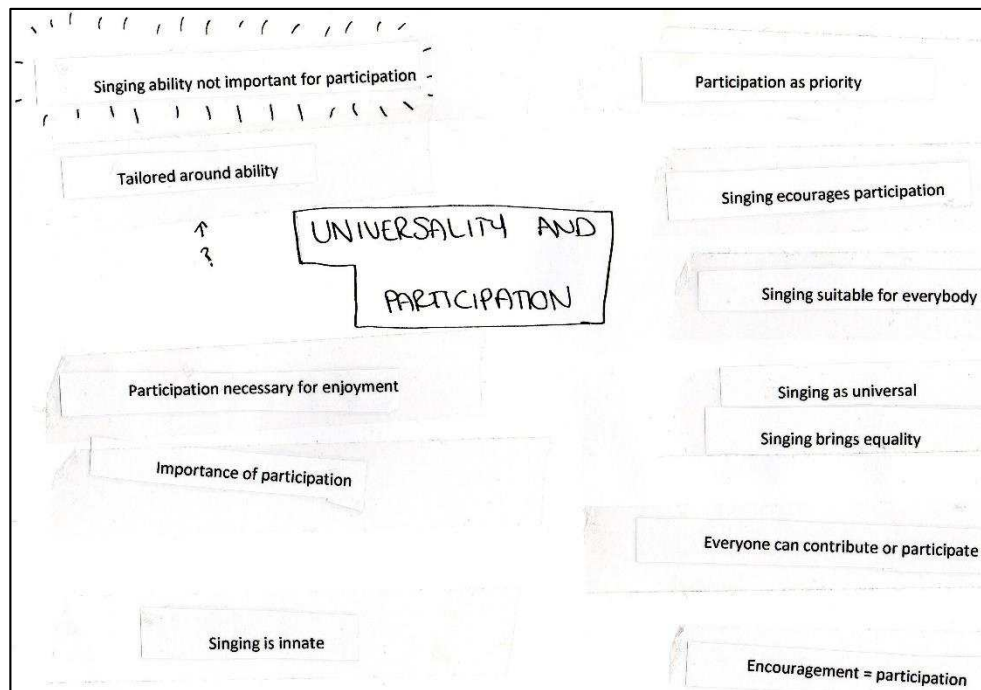 Singing ability not important for participation
Participation as priority
Tailored around ability
Singing ecourages participation
?
UNIVERSALITY AND
PARTICIPATION
Singing suitable for everybody
Participation necessary for enjoyment
Singing as universal
Singing brings equality
Importance of participation
Everyone can contribute or participate
Singing is innate
Encouragement = participation